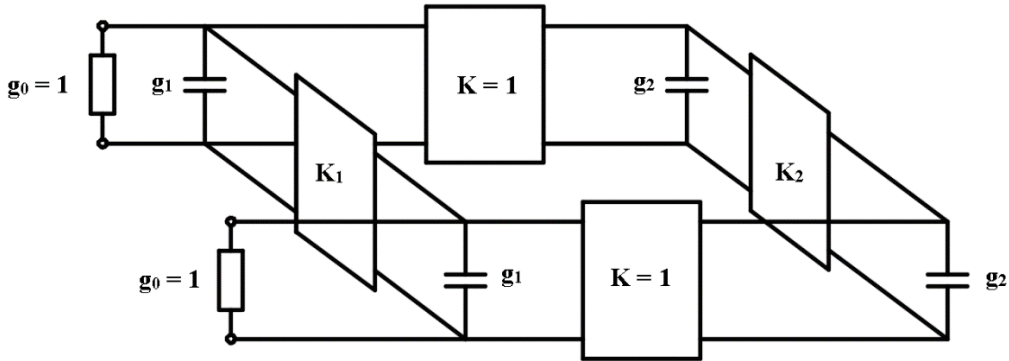 g₀ = 1
g₁
K = 1
g₂
K₁
K₂
g₀ = 1
g₁
K = 1
g₂